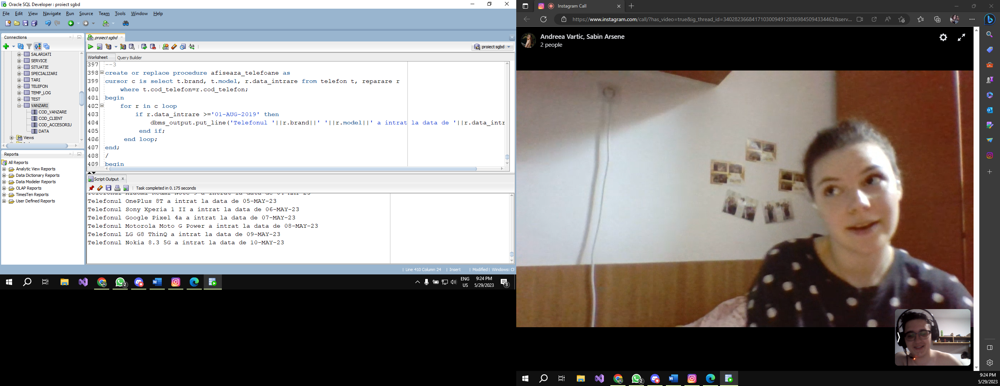 Oracle SQL Developer : proiect sgbd
File Edit View Navigate Run Source Team Tools Window Help
Connections
SALARIATI
SERVICE
SITUATIE
SPECIALIZARI
TARI
TELEFON
TEMP_LOG
TEST
VANZARI
COD_VANZARE
COD_CLIENT
COD_ACCESORIU
DATA
Views
Reports
All Reports
Analytic View Reports
Data Dictionary Reports
Data Modeler Reports
OLAP Reports
TimesTen Reports
User Defined Reports
proiect sgbd
proiect sgbd
Worksheet Query Builder
397 --3
398 create or replace procedure afiseaza_telefoane as
399 cursor c is select t.brand, t.model, r.data_intrare from telefon t, reparare r
400 where t.cod_telefon=r.cod_telefon;
401 begin
402 for r in c loop
403 if r.data_intrare >='01-AUG-2019' then
404 dbms_output.put_line('Telefonul '||r.brand||' '||r.model||' a intrat la data de '||r.data_intr
405 end if;
406 end loop;
407 end;
408 /
409 begin
Script Output
Task completed in 0.175 seconds
Telefonul Xiaomi Redmi Note 9 a intrat la data de 04-MAY-23
Telefonul OnePlus 8T a intrat la data de 05-MAY-23
Telefonul Sony Xperia 1 II a intrat la data de 06-MAY-23
Telefonul Google Pixel 4a a intrat la data de 07-MAY-23
Telefonul Motorola Moto G Power a intrat la data de 08-MAY-23
Telefonul LG G8 ThinQ a intrat la data de 09-MAY-23
Telefonul Nokia 8.3 5G a intrat la data de 10-MAY-23
Line 410 Column 24 Insert Modified Windows: CF
2
ENG
US
9:24 PM
5/29/2023
3
Instagram Call
https://www.instagram.com/call/?has_video=true&ig_thread_id=340282366841710300949128369845094334462&serv...
Andreea Vartic, Sabin Arsene
2 people
2
9:24 PM
5/29/2023